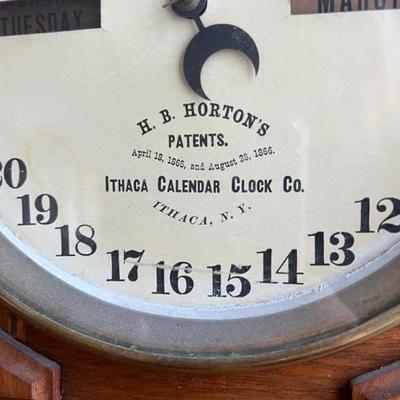 TUESDAY
MARCH
H. B. HORTON'S
PATENTS.
April 18, 1865, and August 28, 1866.
ITHACA CALENDAR CLOCK CO.
ITHACA, N. Y.
20 19 18 17 16 15 14 13 12